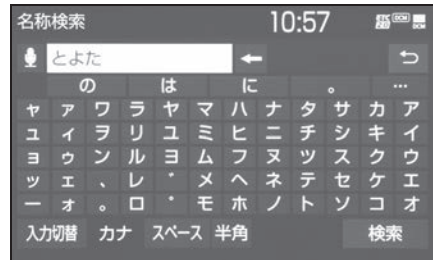 名称検索 10:57
とよた
の は に 。 …
ャ ァ ワ ラ ヤ マ ハ ナ タ サ カ ア
ュ ィ ヲ リ ユ ミ ヒ ニ チ シ キ イ
ョ ゥ ン ル ヨ ム フ ヌ ツ ス ク ウ
ッ ェ 、 レ ゛ メ ヘ ネ テ セ ケ エ
ー ォ 。 ロ ゜ モ ホ ノ ト ソ コ オ
入力切替 カナ スペース 半角 検索